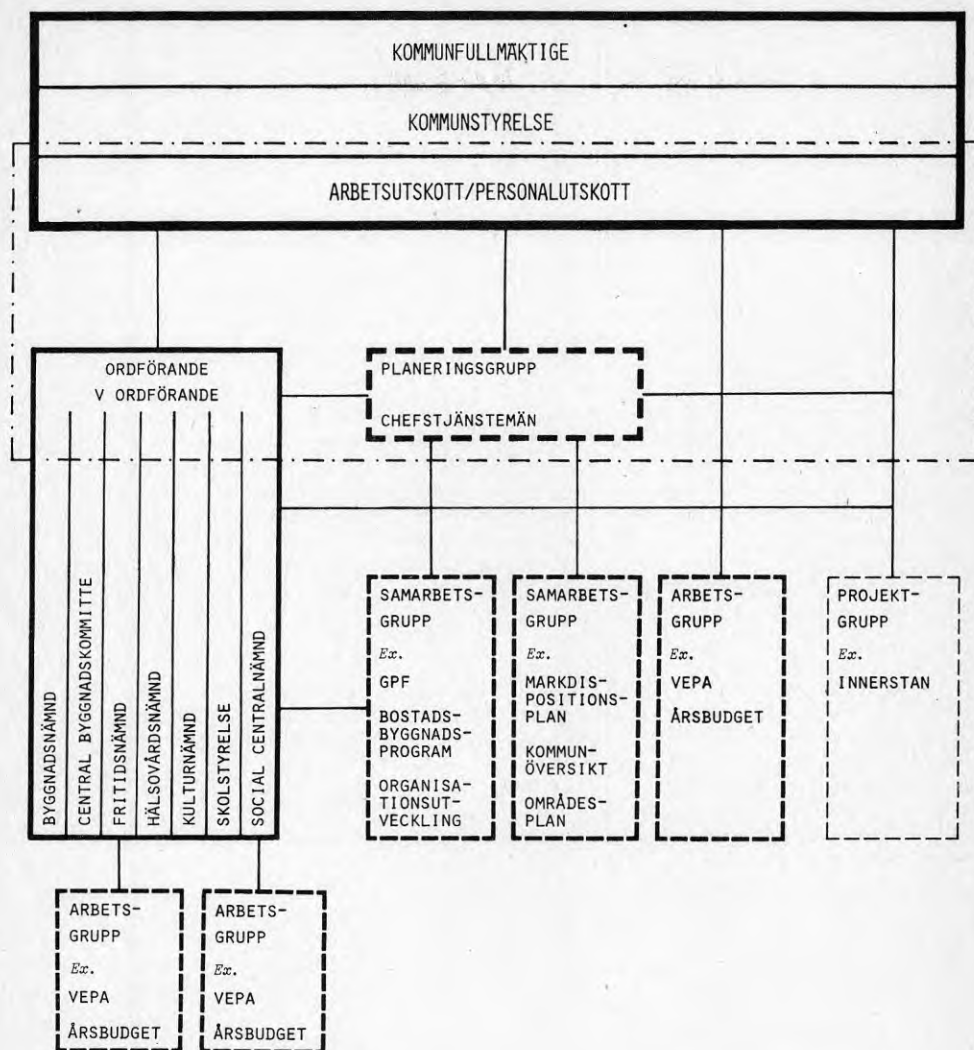 KOMMUNFULLMÄKTIGE
KOMMUNSTYRELSE
ARBETSUTSKOTT/PERSONALUTSKOTT
ORDFÖRANDE
V ORDFÖRANDE
BYGGNADSNÄMND
CENTRAL BYGGNADSKOMMITTE
FRITIDSNÄMND
HÄLSOVÅRDSNÄMND
KULTURNÄMND
SKOLSTYRELSE
SOCIAL CENTRALNÄMND
PLANERINGSGRUPP
CHEFSTJÄNSTEMÄN
SAMARBETS-
GRUPP
Ex.
GPF
BOSTADS-
BYGGNADS-
PROGRAM
ORGANISA-
TIONSUT-
VECKLING
SAMARBETS-
GRUPP
Ex.
MARKDIS-
POSITIONS-
PLAN
KOMMUN-
ÖVERSIKT
OMRÅDES-
PLAN
ARBETS-
GRUPP
Ex.
VEPA
ÅRSBUDGET
PROJEKT-
GRUPP
Ex.
INNERSTAN
ARBETS-
GRUPP
Ex.
VEPA
ÅRSBUDGET
ARBETS-
GRUPP
Ex.
VEPA
ÅRSBUDGET